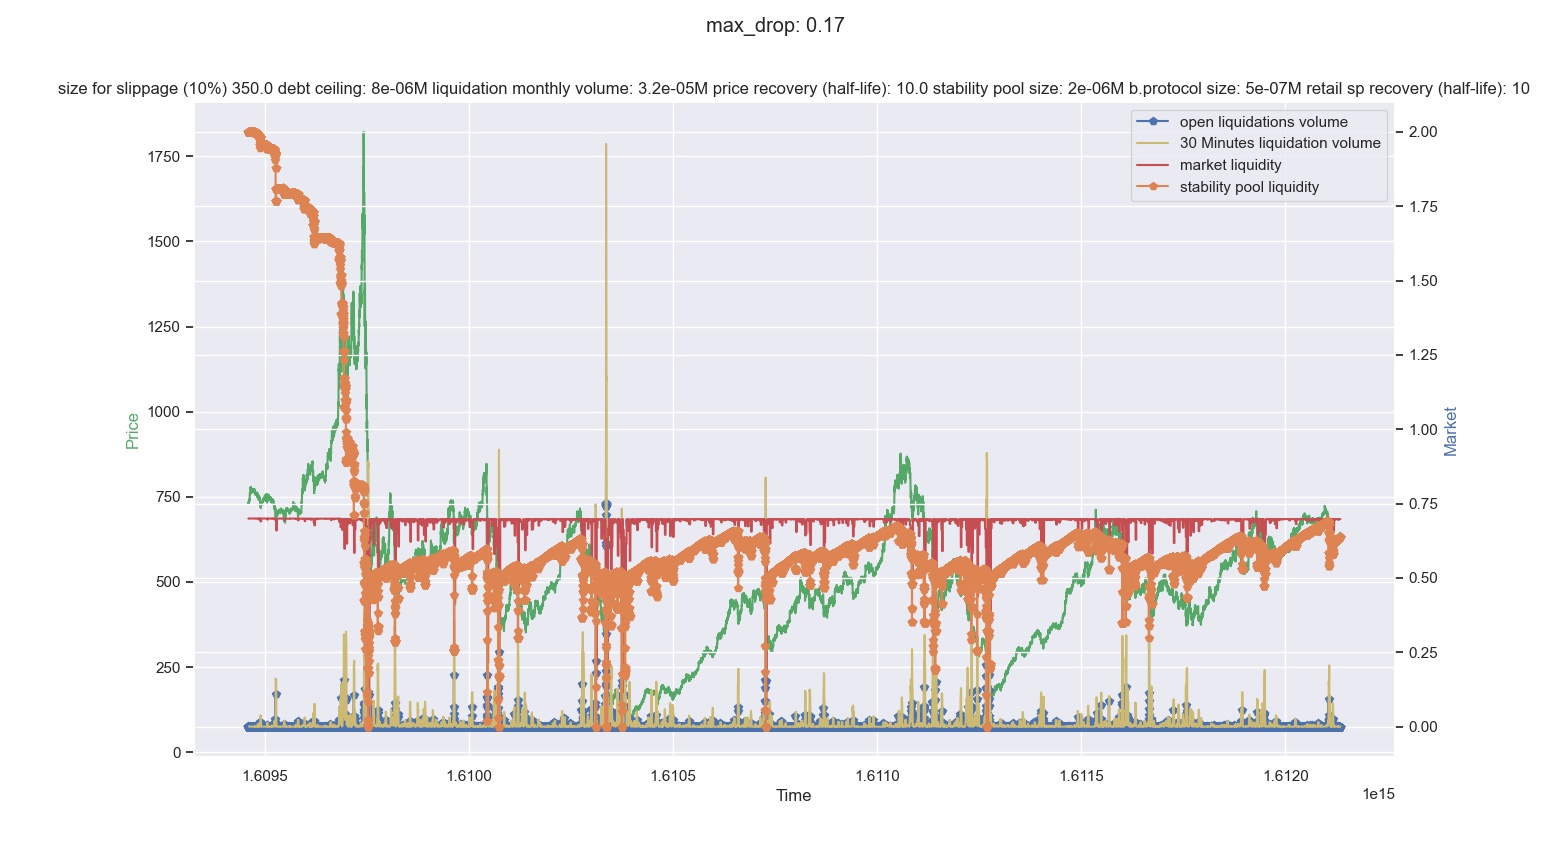 max_drop: 0.17
size for slippage (10%) 350.0 debt ceiling: 8e-06M liquidation monthly volume: 3.2e-05M price recovery (half-life): 10.0 stability pool size: 2e-06M b.protocol size: 5e-07M retail sp recovery (half-life): 10
open liquidations volume
30 Minutes liquidation volume
market liquidity
stability pool liquidity
1750
1500
1250
1000
750
500
250
0
Price
2.00
1.75
1.50
1.25
1.00
0.75
0.50
0.25
0.00
Market
1.6095 1.6100 1.6105 1.6110 1.6115 1.6120
1e15
Time